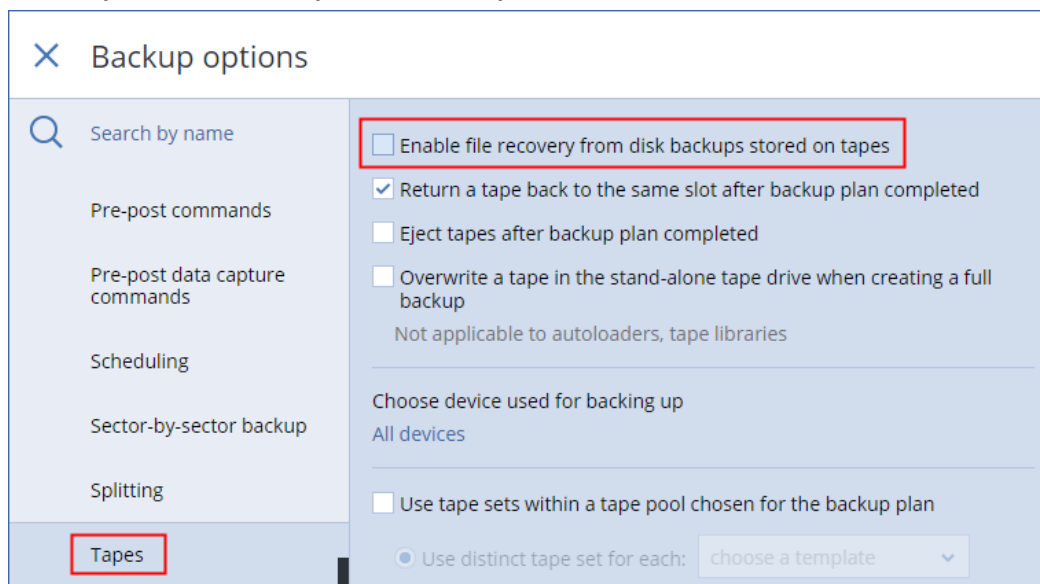 Backup options
Search by name
Pre-post commands
Pre-post data capture
commands
Scheduling
Sector-by-sector backup
Splitting
Tapes
Enable file recovery from disk backups stored on tapes
Return a tape back to the same slot after backup plan completed
Eject tapes after backup plan completed
Overwrite a tape in the stand-alone tape drive when creating a full
backup
Not applicable to autoloaders, tape libraries
Choose device used for backing up
All devices
Use tape sets within a tape pool chosen for the backup plan
Use distinct tape set for each: choose a template